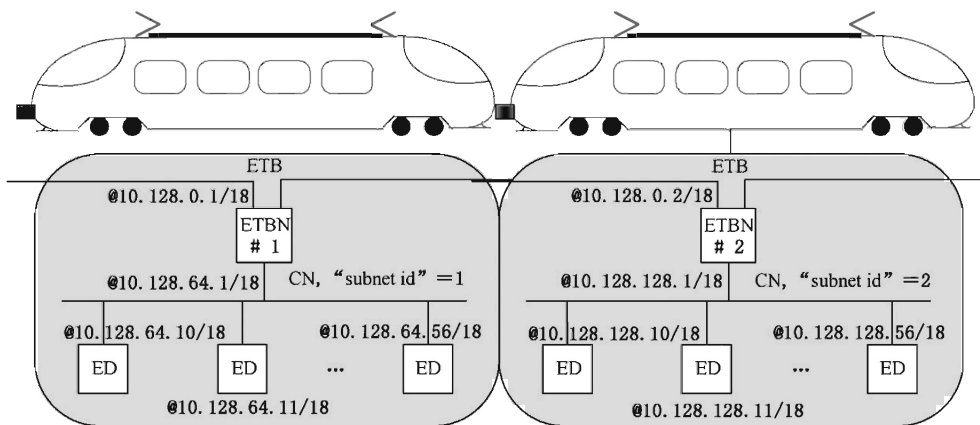 ETB
@10.128.0.1/18
ETBN
# 1
@10.128.64.1/18
CN, “subnet id”=1
@10.128.64.10/18
@10.128.64.56/18
ED
ED
...
ED
@10.128.64.11/18
ETB
@10.128.0.2/18
ETBN
# 2
@10.128.128.1/18
CN, “subnet id”=2
@10.128.128.10/18
@10.128.128.56/18
ED
ED
...
ED
@10.128.128.11/18